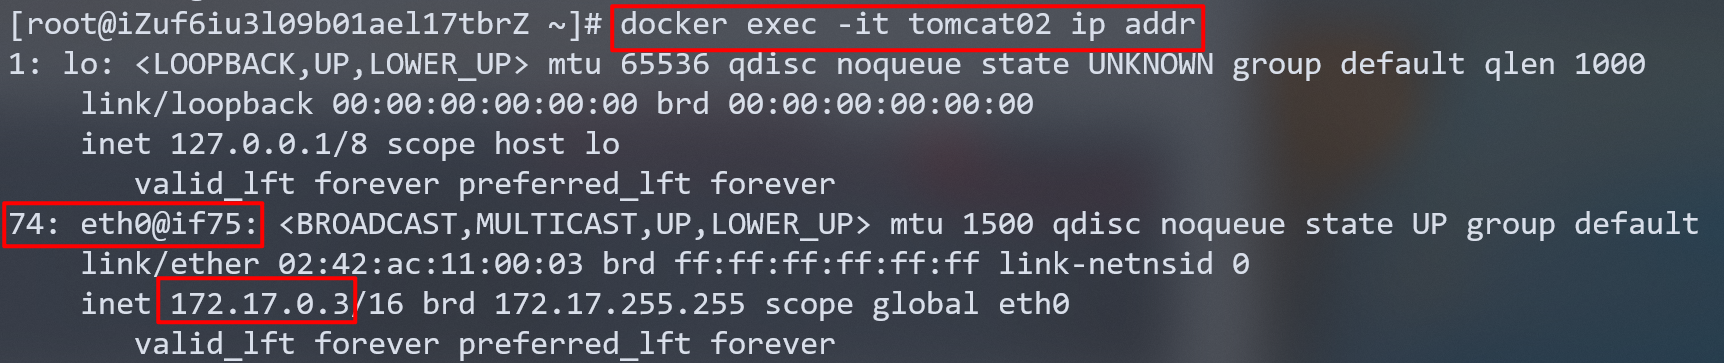 [root@iZuf6iu3l09b01ael17tbrZ ~]# docker exec -it tomcat02 ip addr
1: lo: <LOOPBACK,UP,LOWER_UP> mtu 65536 qdisc noqueue state UNKNOWN group default qlen 1000
    link/loopback 00:00:00:00:00:00 brd 00:00:00:00:00:00
    inet 127.0.0.1/8 scope host lo
       valid_lft forever preferred_lft forever
74: eth0@if75: <BROADCAST,MULTICAST,UP,LOWER_UP> mtu 1500 qdisc noqueue state UP group default
    link/ether 02:42:ac:11:00:03 brd ff:ff:ff:ff:ff:ff link-netnsid 0
    inet 172.17.0.3/16 brd 172.17.255.255 scope global eth0
       valid_lft forever preferred_lft forever